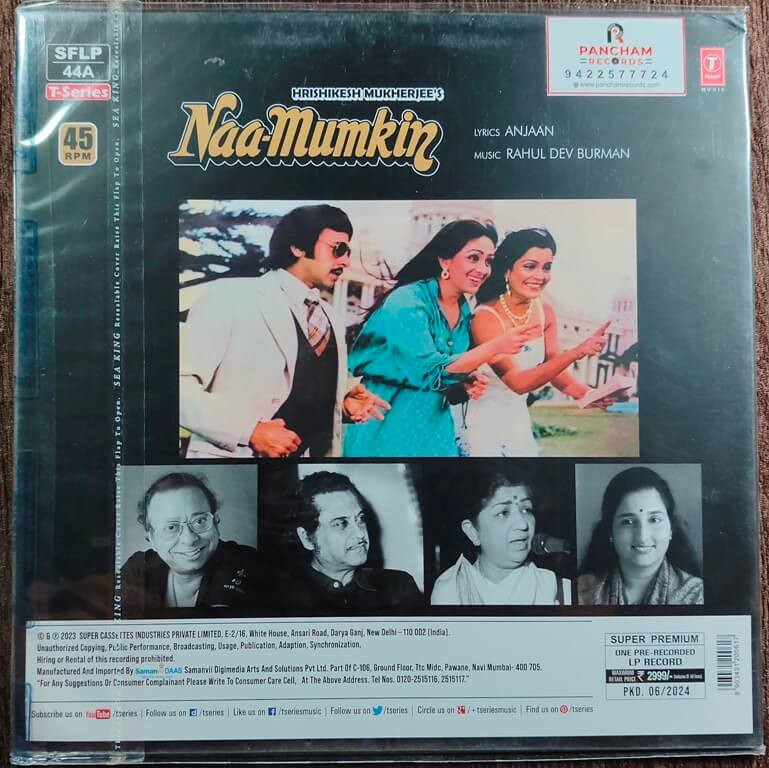 SFLP
44A
T-Series
45
RPM
PANCHAM
RECORDS
9422577724
www.panchamrecords.com
T
MUSIC
HRISHIKESH MUKHERJEE'S
Naa-Mumkin
LYRICS ANJAAN
MUSIC RAHUL DEV BURMAN
SEA KING Resealable Cover Raise This Flap To Open.
© & ℗ 2023 SUPER CASSETTES INDUSTRIES PRIVATE LIMITED, E-2/16, White House, Ansari Road, Darya Ganj, New Delhi – 110 002 (India).
Unauthorized Copying, Public Performance, Broadcasting, Usage, Publication, Adaption, Synchronization,
Hiring or Rental of this recording prohibited.
Manufactured And Imported By Saman DAAS Samanvii Digimedia Arts And Solutions Pvt Ltd. Part Of C-106, Ground Floor, Ttc Midc, Pawane, Navi Mumbai- 400 705.
"For Any Suggestions Or Consumer Complainant Please Write To Consumer Care Cell, At The Above Address. Tel Nos. 0120-2515116, 2515117."
SUPER PREMIUM
ONE PRE-RECORDED
LP RECORD
MAXIMUM RETAIL PRICE ₹ 2999/-
PKD. 06/2024
Subscribe us on YouTube /tseries | Follow us on /tseries | Like us on /tseriesmusic | Follow us on /tseries | Circle us on /+tseriesmusic | Find us on /tseries